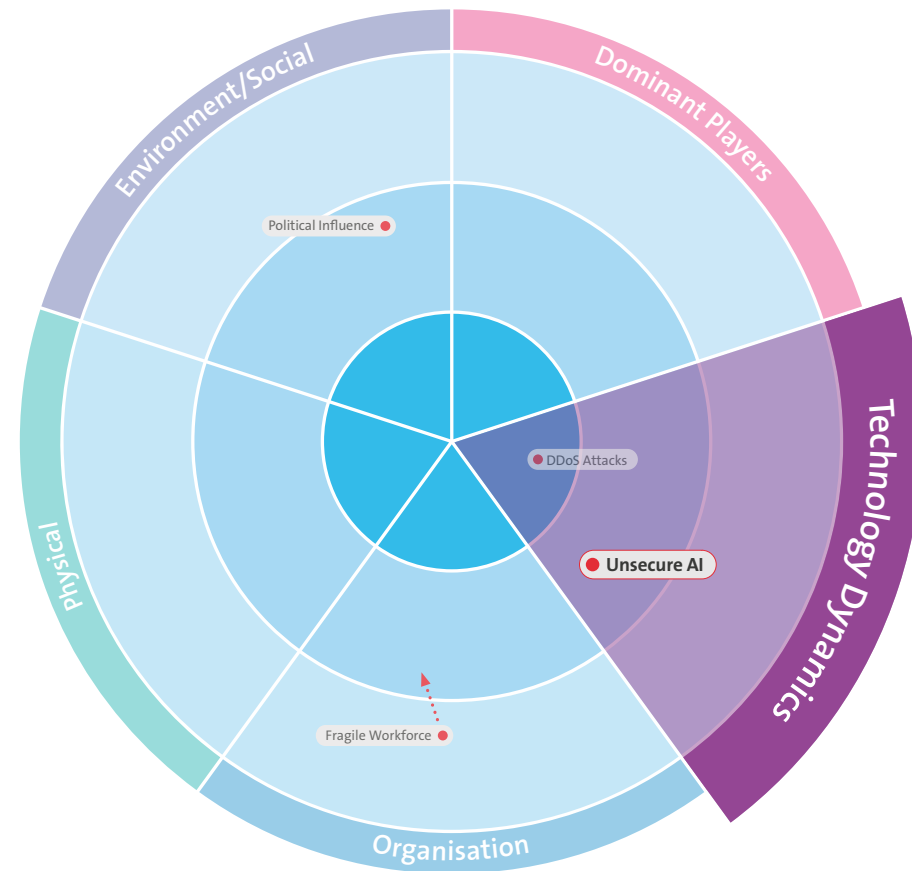 Environment/Social
Dominant Players
Political Influence
Technology Dynamics
DDoS Attacks
Physical
Unsecure AI
Fragile Workforce
Organisation